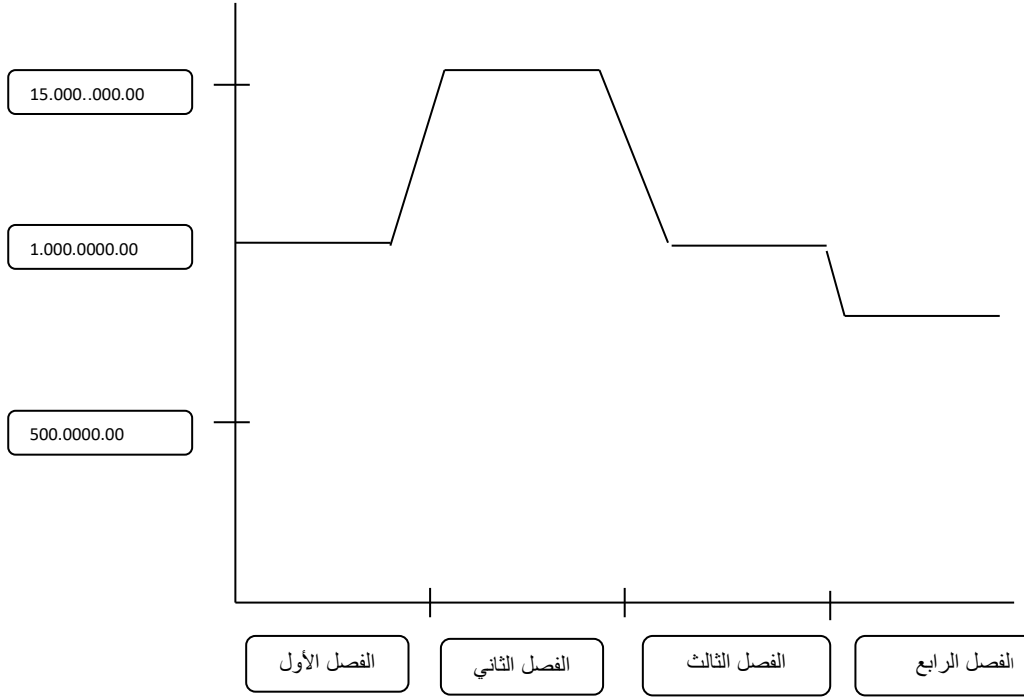 15.000..000.00
1.000.0000.00
500.0000.00
الفصل الأول
الفصل الثاني
الفصل الثالث
الفصل الرابع